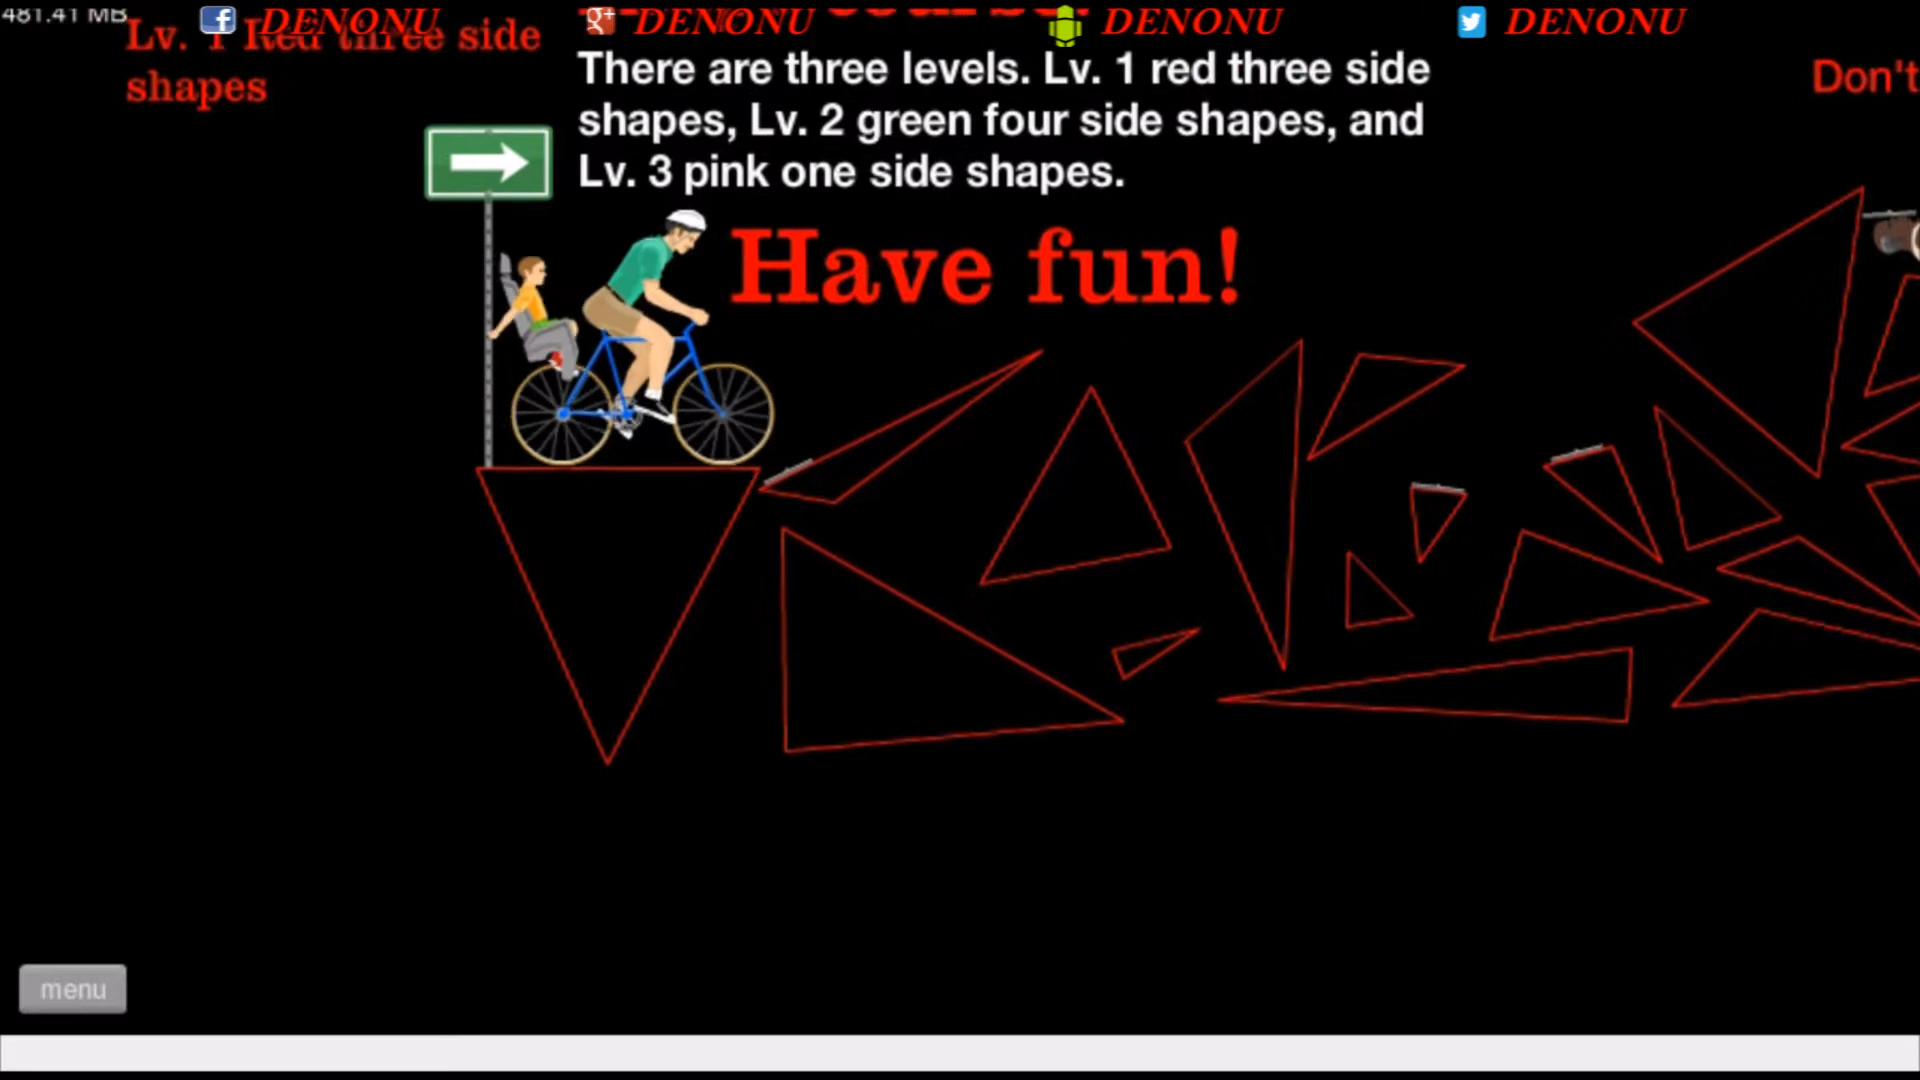 481.41 MB
DENONU
DENONU
DENONU
DENONU
Lv. 1 Red three side
shapes
There are three levels. Lv. 1 red three side
shapes, Lv. 2 green four side shapes, and
Lv. 3 pink one side shapes.
Don't
Have fun!
menu